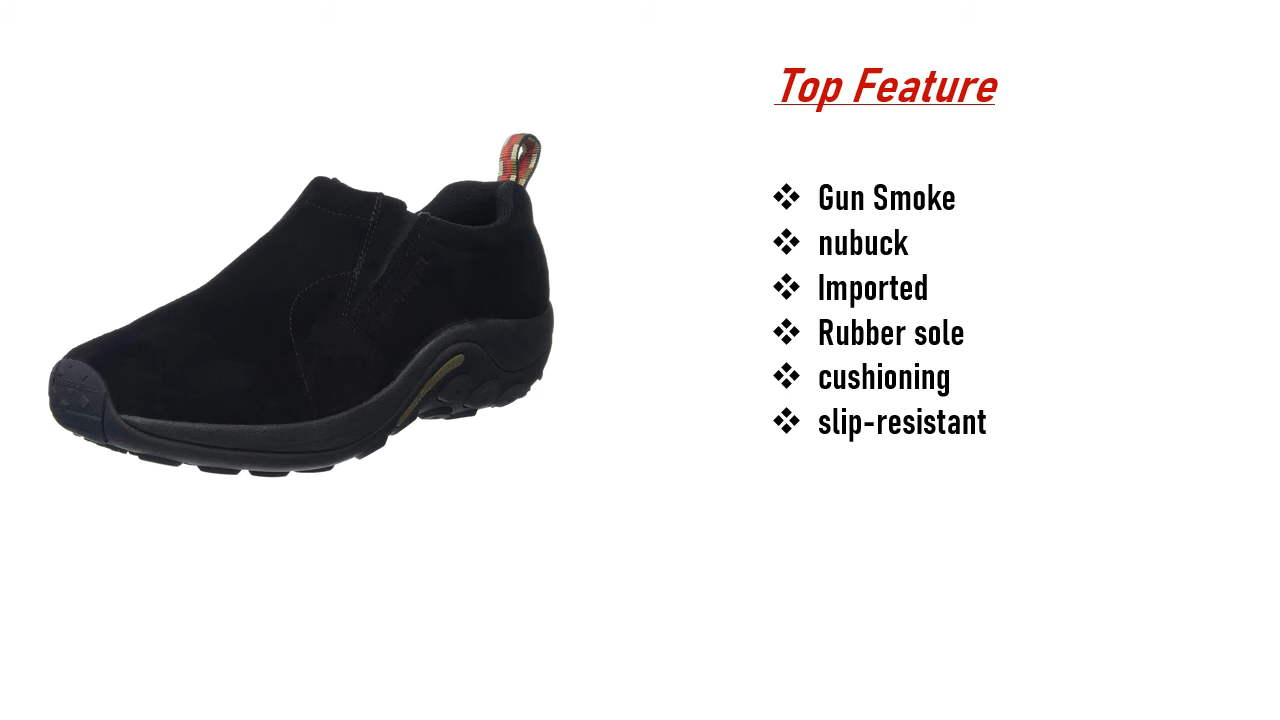 Top Feature
❖ Gun Smoke
❖ nubuck
❖ Imported
❖ Rubber sole
❖ cushioning
❖ slip-resistant